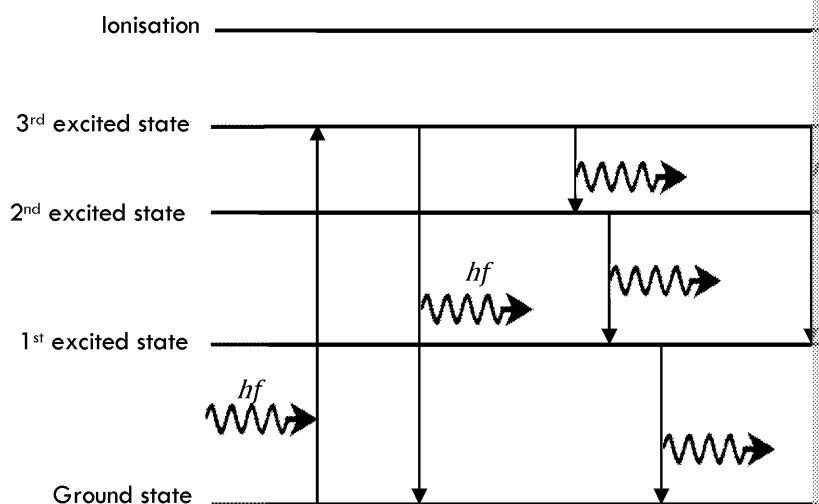 Ionisation
3rd excited state
2nd excited state
hf
1st excited state
hf
Ground state